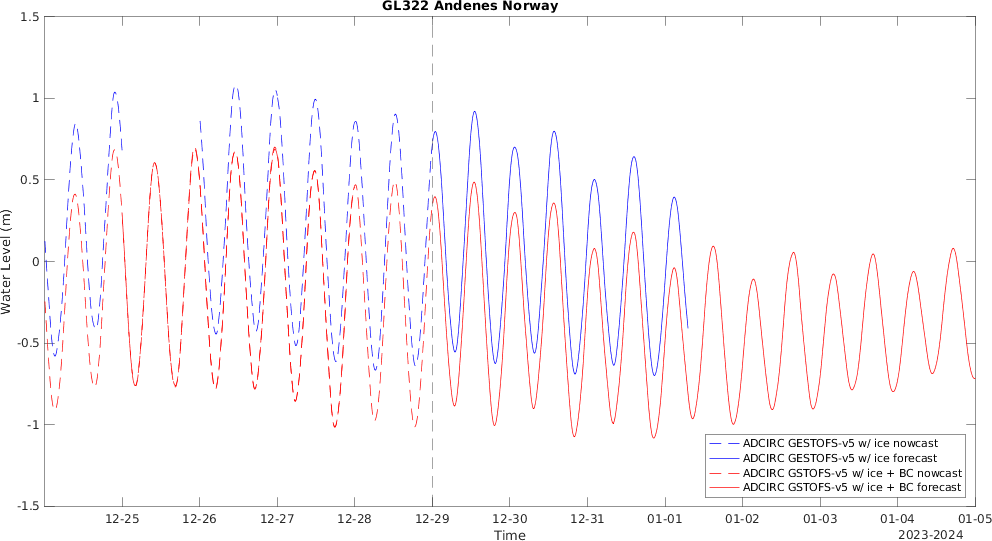 GL322 Andenes Norway
1.5
1
0.5
0
-0.5
-1
-1.5
Water Level (m)
12-25 12-26 12-27 12-28 12-29 12-30 12-31 01-01 01-02 01-03 01-04 01-05
Time
2023-2024
ADCIRC GESTOFS-v5 w/ ice nowcast
ADCIRC GESTOFS-v5 w/ ice forecast
ADCIRC GSTOFS-v5 w/ ice + BC nowcast
ADCIRC GSTOFS-v5 w/ ice + BC forecast